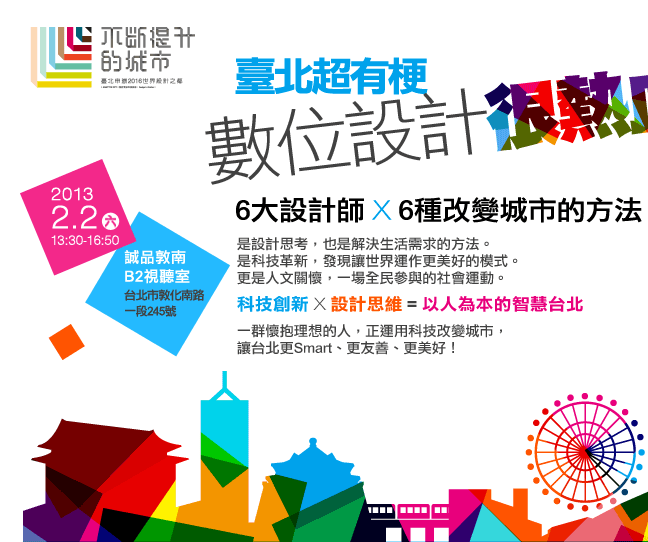 不斷提升
的城市
臺北申辦2016世界設計之都
臺北超有梗
數位設計很熱!
2013
2.2 六
13:30-16:50
誠品敦南
B2視聽室
台北市敦化南路
一段245號
6大設計師 X 6種改變城市的方法
是設計思考，也是解決生活需求的方法。
是科技革新，發現讓世界運作更美好的模式。
更是人文關懷，一場全民參與的社會運動。
科技創新 X 設計思維 = 以人為本的智慧台北
一群懷抱理想的人，正運用科技改變城市，
讓台北更Smart、更友善、更美好！